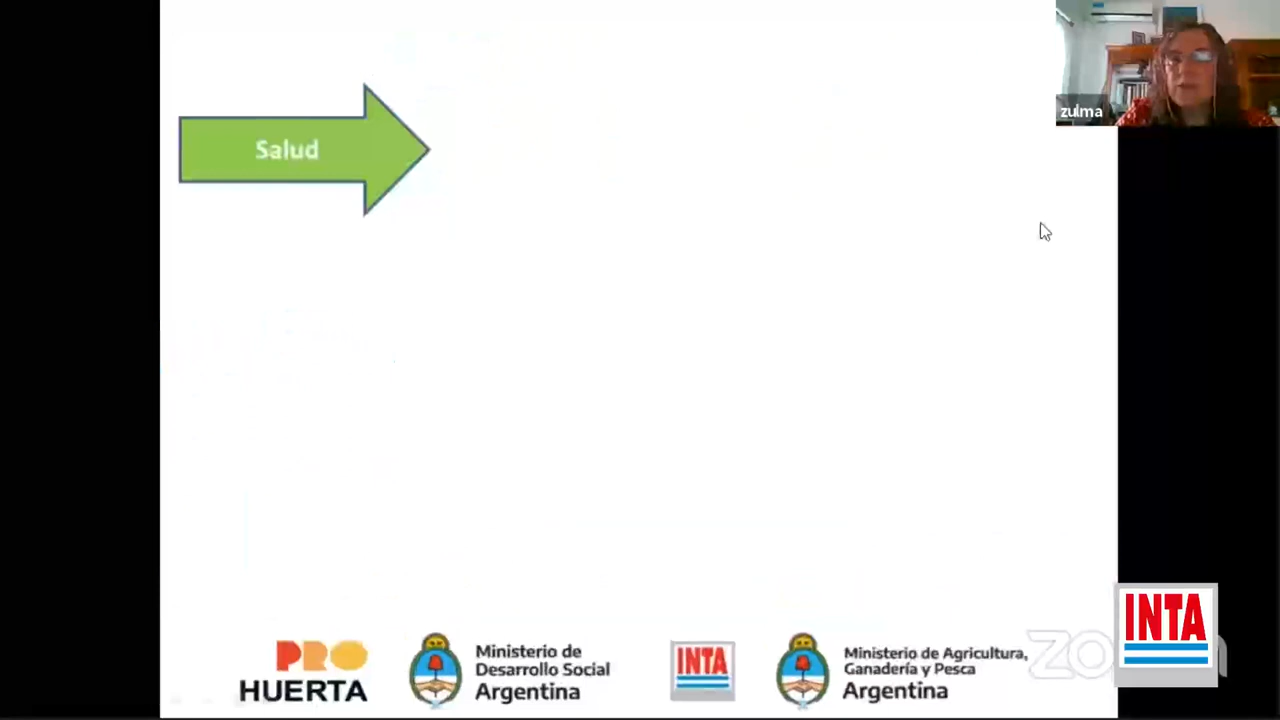 zulma
Salud
PRO
HUERTA
Ministerio de
Desarrollo Social
Argentina
INTA
Ministerio de Agricultura,
Ganadería y Pesca
Argentina
INTA